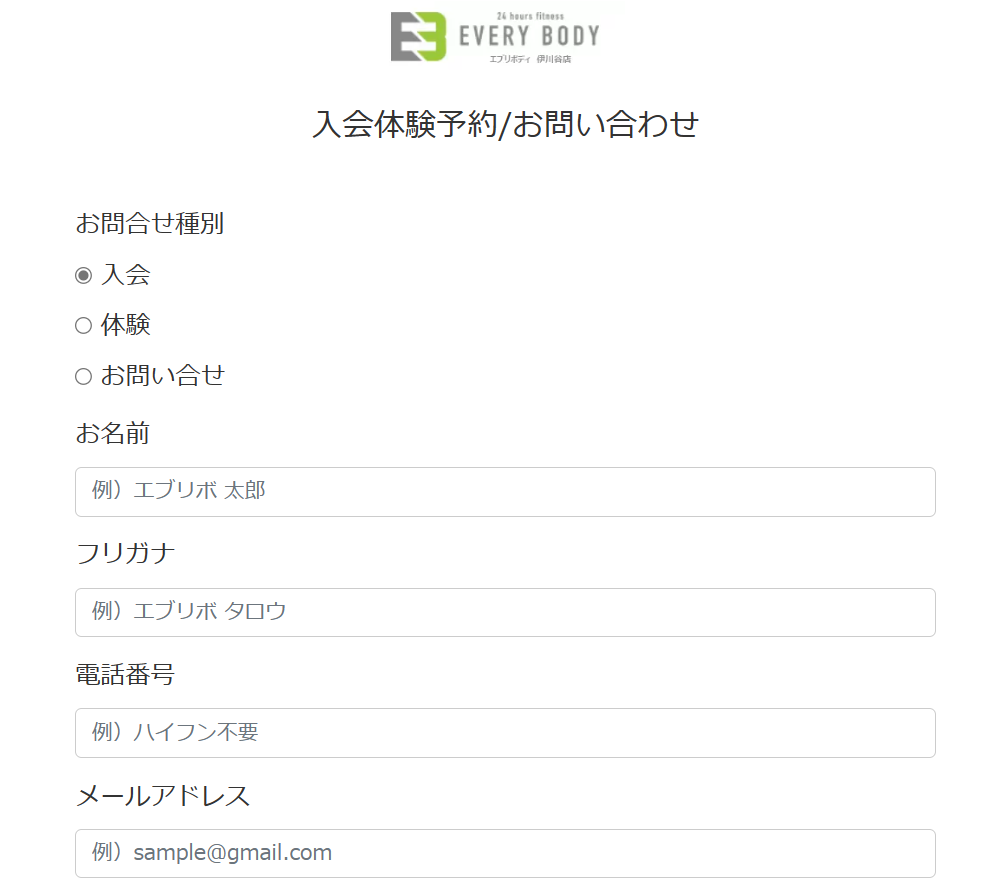 24 hours fitness
EVERY BODY
エブリボディ 伊川谷店
入会体験予約/お問い合わせ
お問合せ種別
入会
体験
お問い合せ
お名前
例）エブリボ 太郎
フリガナ
例）エブリボ タロウ
電話番号
例）ハイフン不要
メールアドレス
例）sample@gmail.com